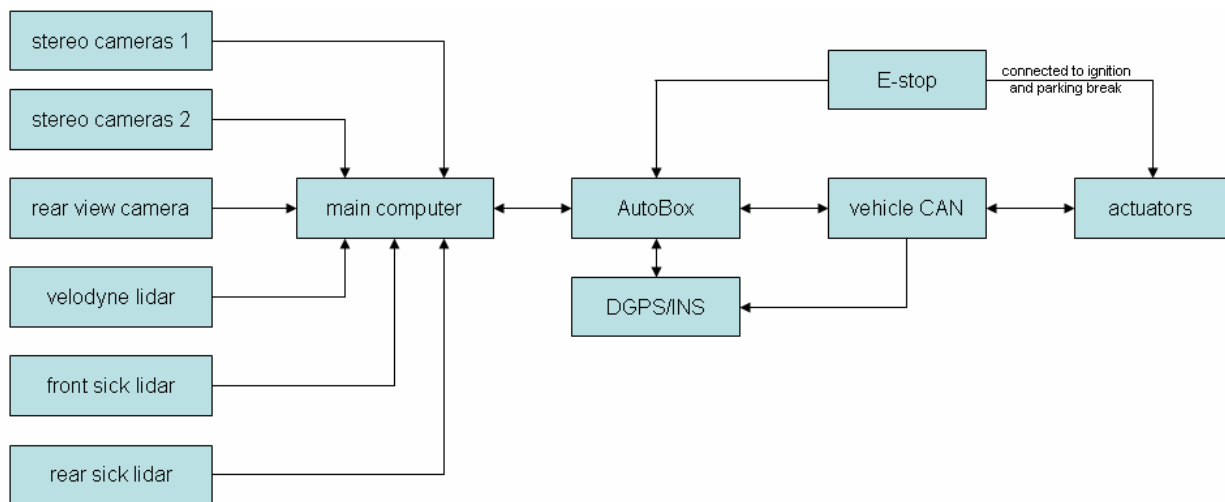 stereo cameras 1
stereo cameras 2
rear view camera
velodyne lidar
front sick lidar
rear sick lidar
main computer
AutoBox
DGPS/INS
E-stop
connected to ignition
and parking break
vehicle CAN
actuators